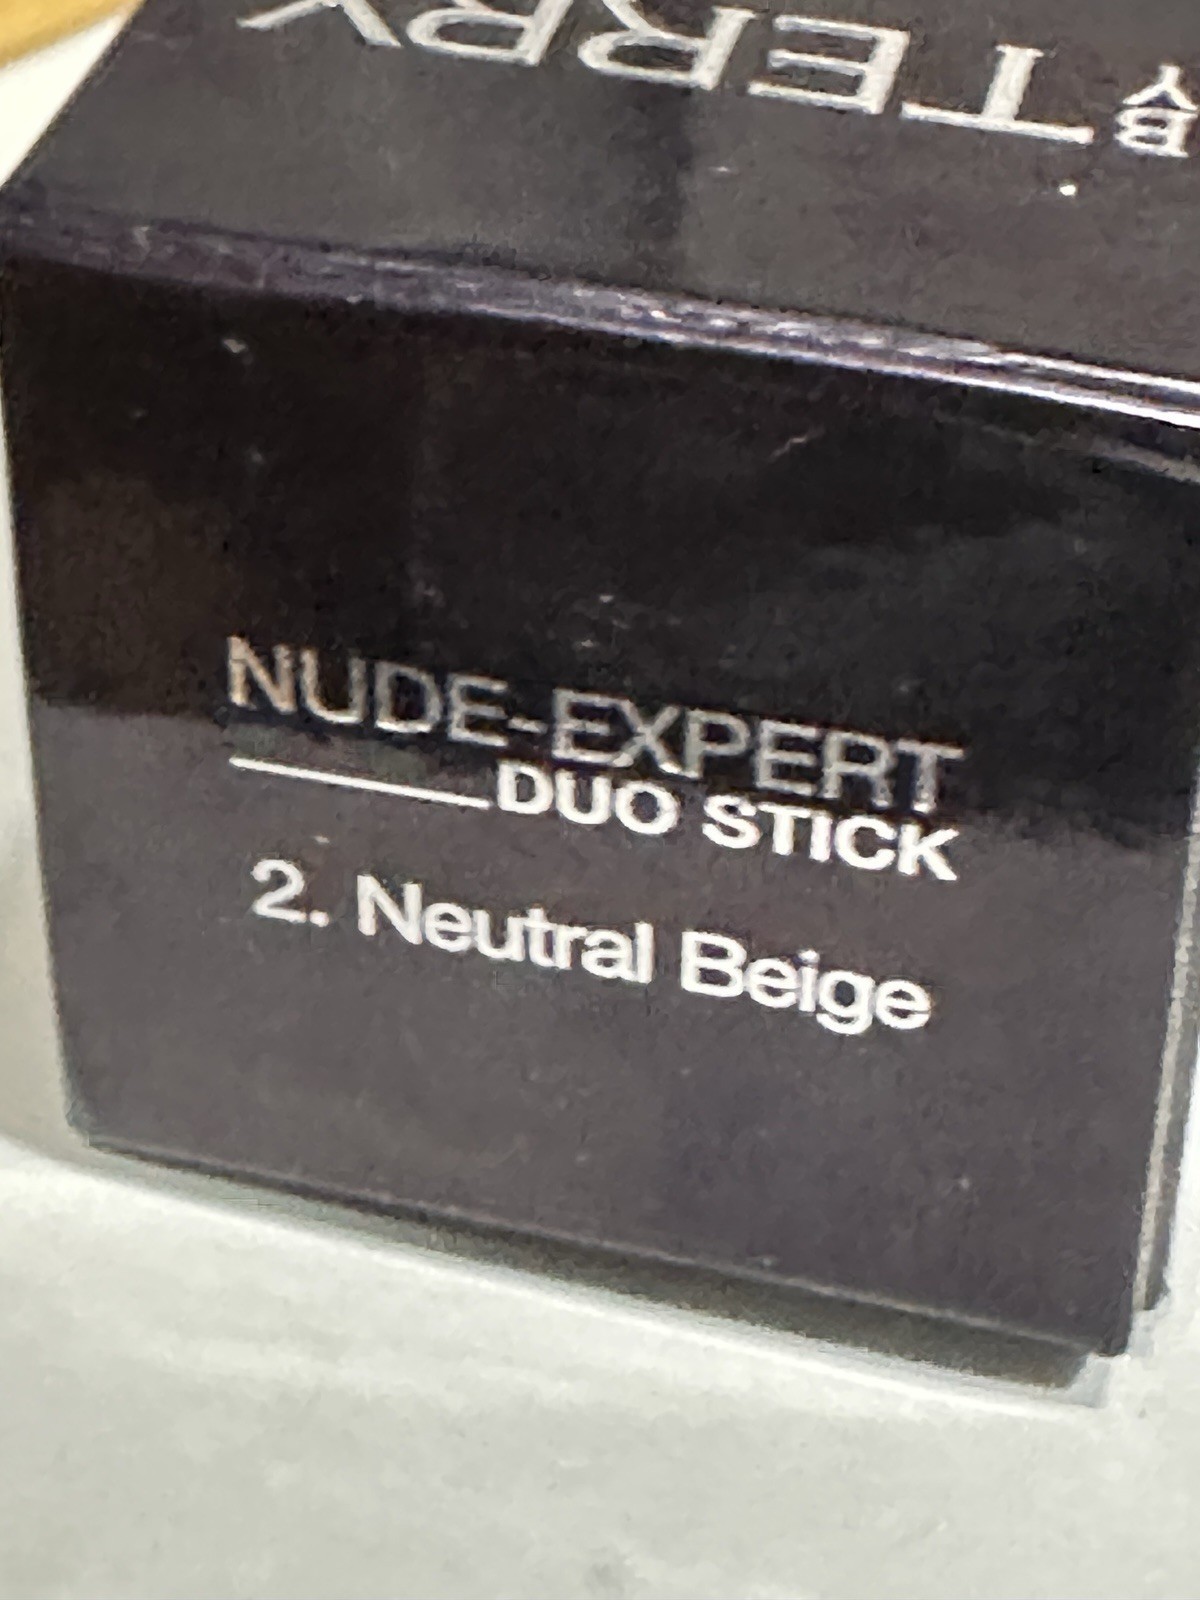 BY TERRY
NUDE-EXPERT
DUO STICK
2. Neutral Beige